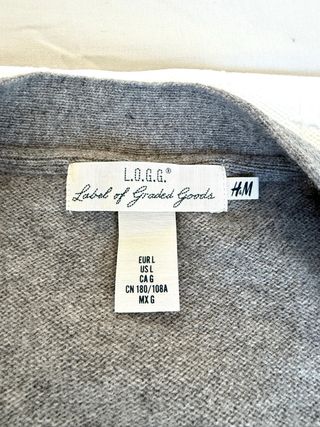 L.O.G.G.®
Label of Graded Goods
H&M
EUR L
US L
CA G
CN 180/108A
MX G